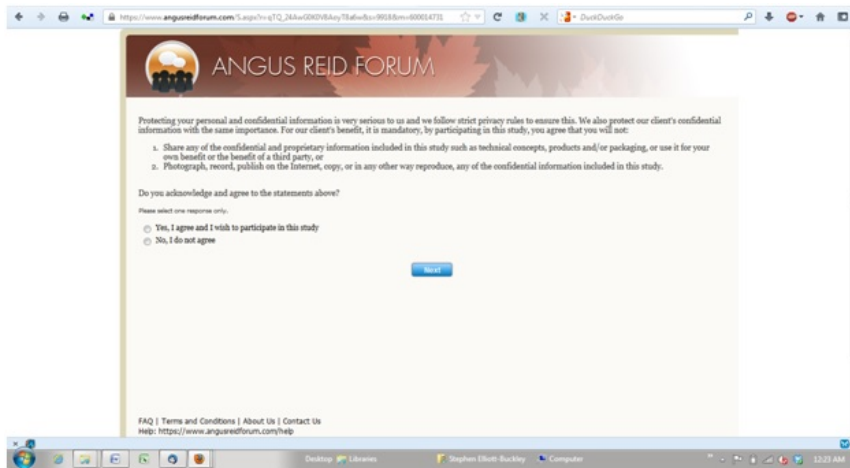 https://www.angusreidforum.com/
DuckDuckGo
ANGUS REID FORUM
Protecting your personal and confidential information is very serious to us and we follow strict privacy rules to ensure this. We also protect our client's confidential
information with the same importance. For our client's benefit, it is mandatory, by participating in this study, you agree that you will not:
1. Share any of the confidential and proprietary information included in this study such as technical concepts, products and/or packaging, or use it for your
own benefit or the benefit of a third party, or
2. Photograph, record, publish on the Internet, copy, or in any other way reproduce, any of the confidential information included in this study.
Do you acknowledge and agree to the statements above?
Please select one response only.
Yes, I agree and I wish to participate in this study
No, I do not agree
Next
FAQ | Terms and Conditions | About Us | Contact Us
Help: https://www.angusreidforum.com/help
Desktop Libraries Stephen Elliott-Buckley Computer 12:25 AM